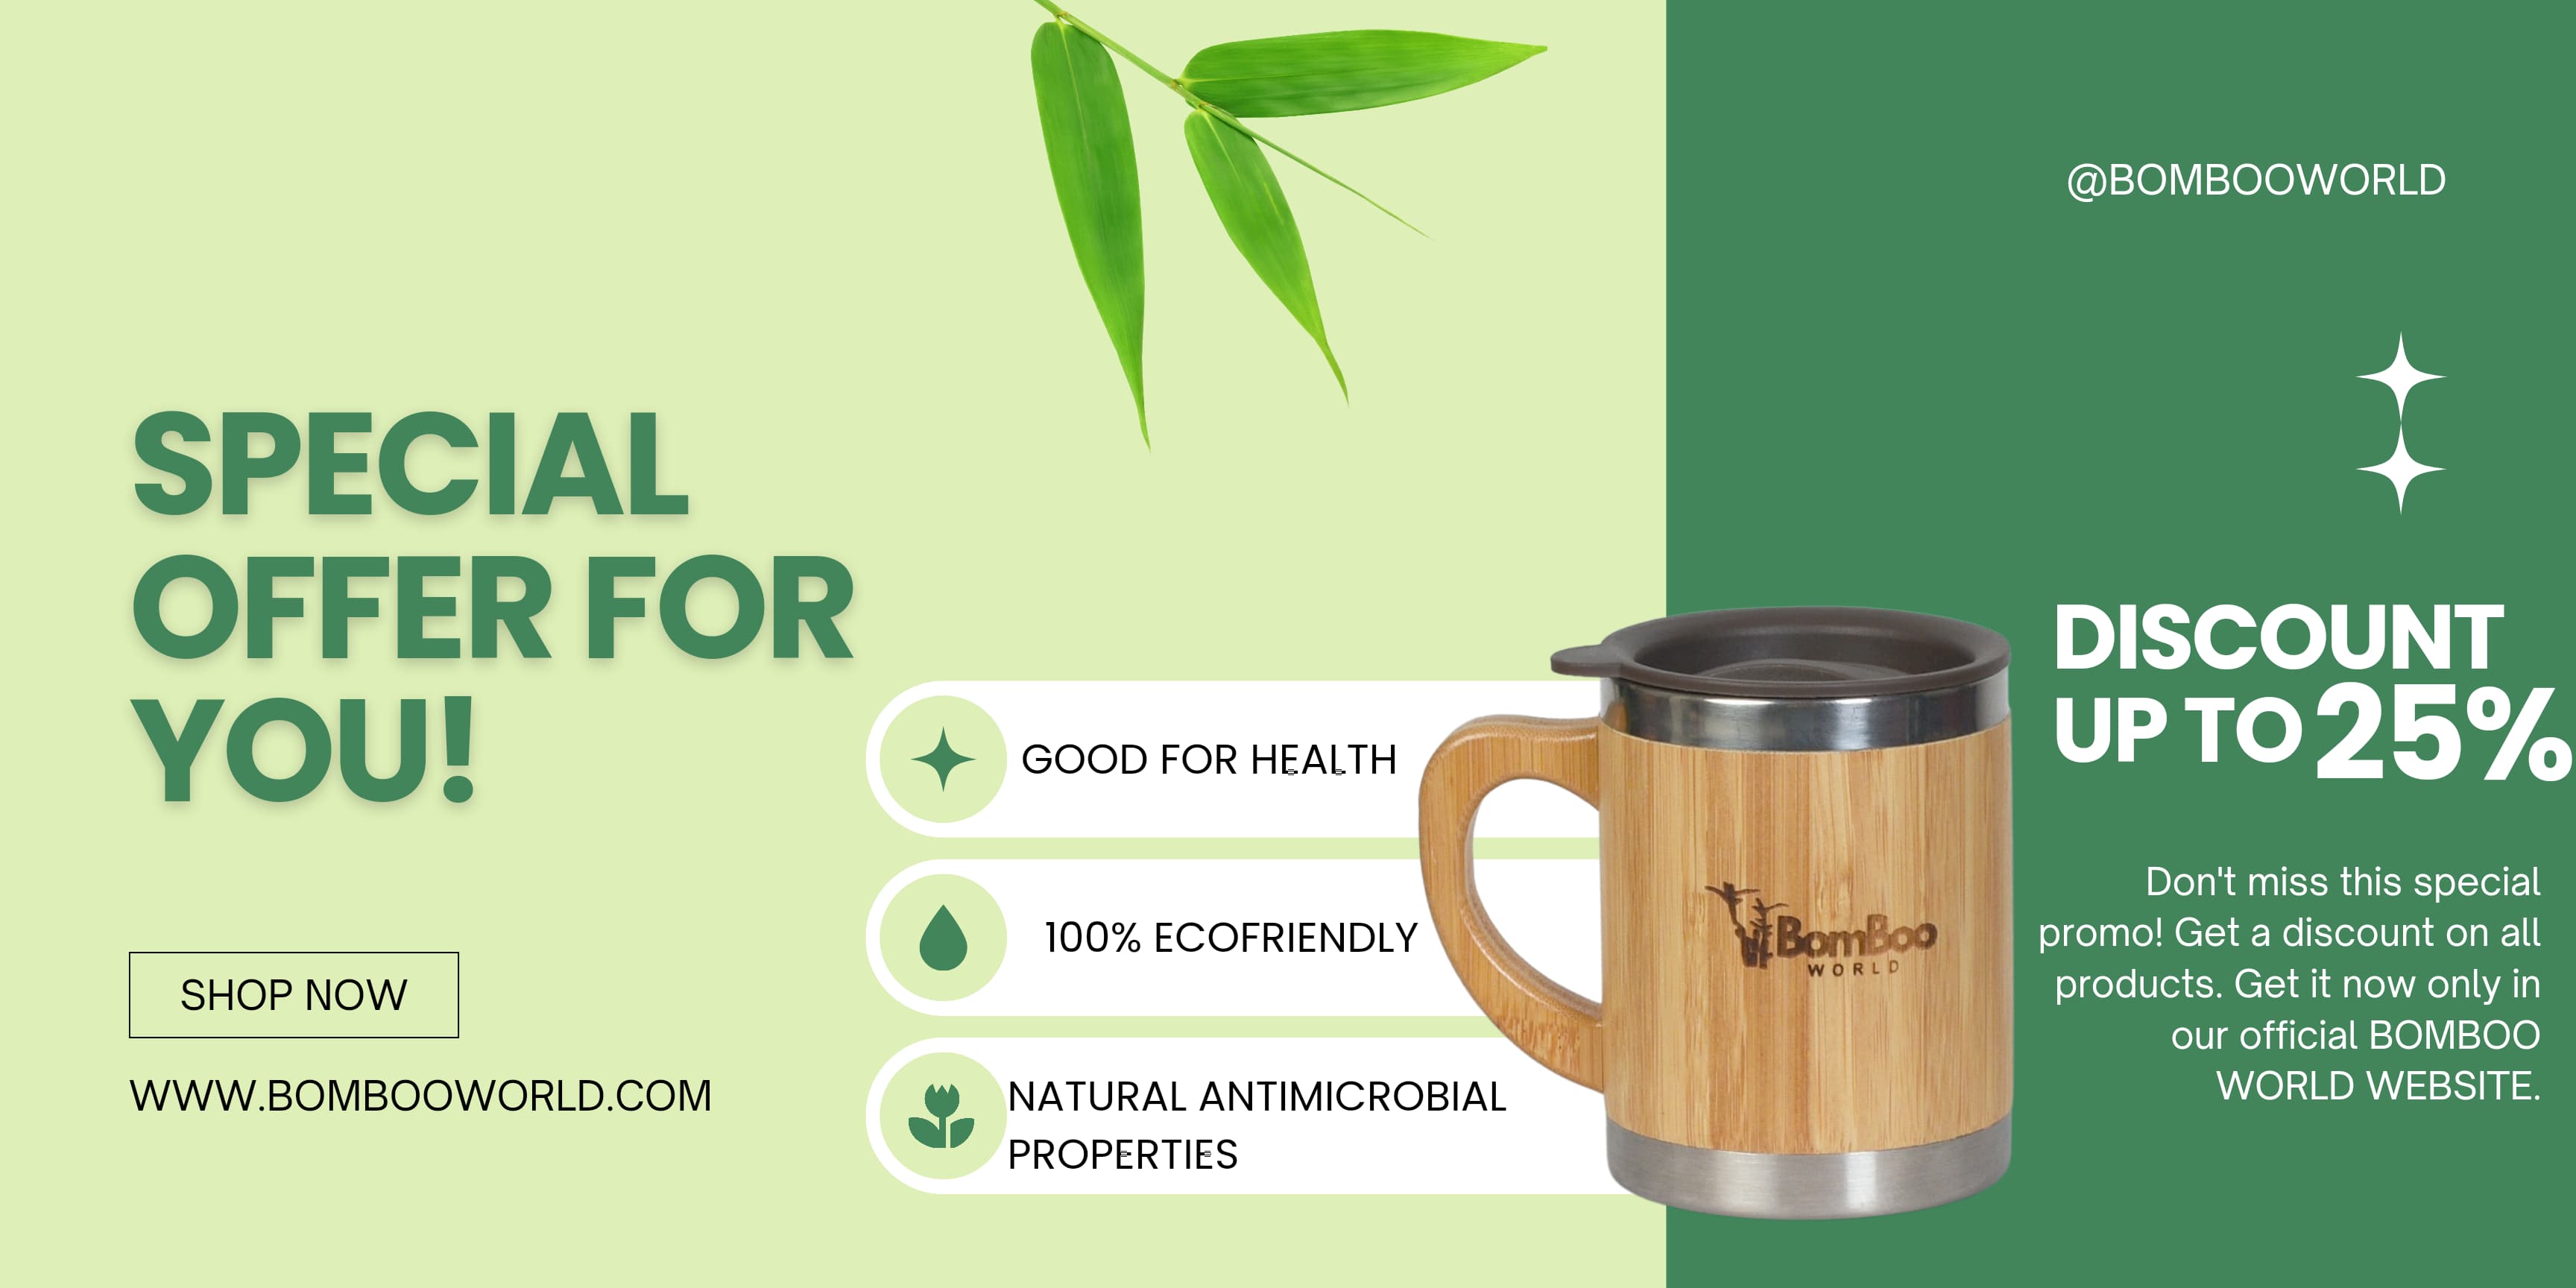 SPECIAL
OFFER FOR
YOU!
SHOP NOW
WWW.BOMBOOWORLD.COM
GOOD FOR HEALTH
100% ECOFRIENDLY
NATURAL ANTIMICROBIAL
PROPERTIES
BomBoo
WORLD
@BOMBOOWORLD
DISCOUNT
UP TO 25%
Don't miss this special
promo! Get a discount on all
products. Get it now only in
our official BOMBOO
WORLD WEBSITE.